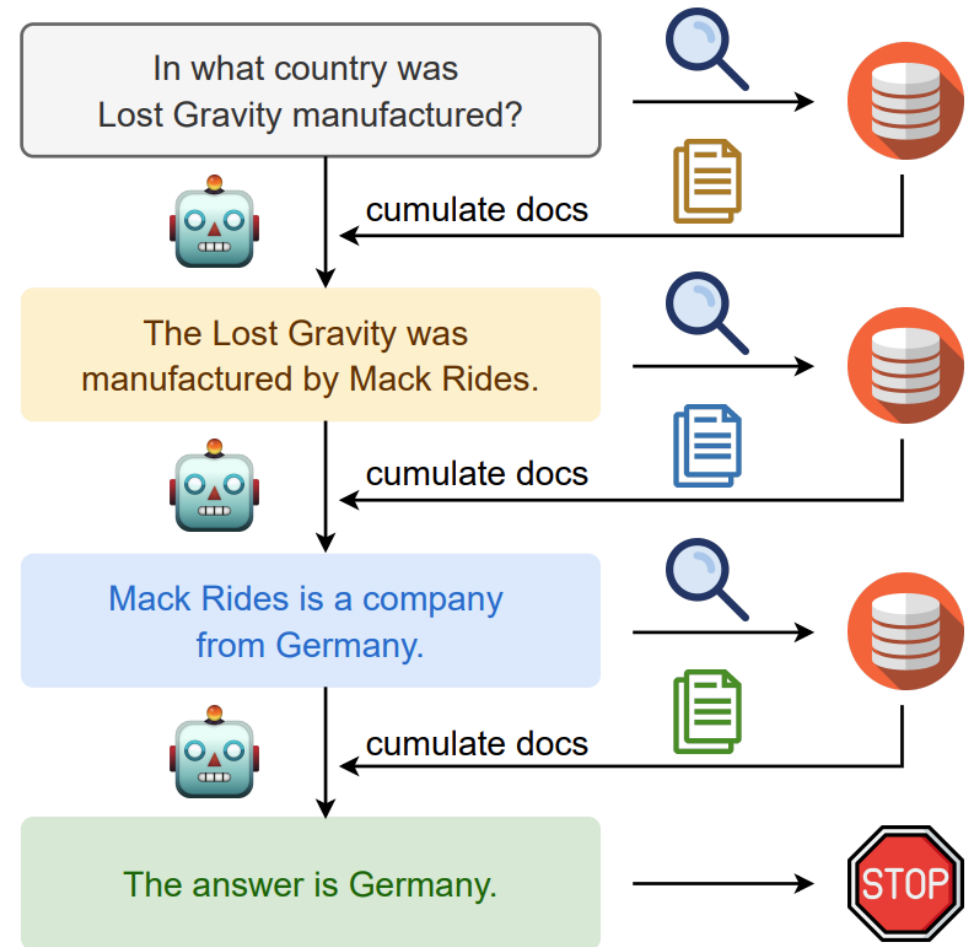 In what country was
Lost Gravity manufactured?
cumulate docs
The Lost Gravity was
manufactured by Mack Rides.
cumulate docs
Mack Rides is a company
from Germany.
cumulate docs
The answer is Germany.
STOP